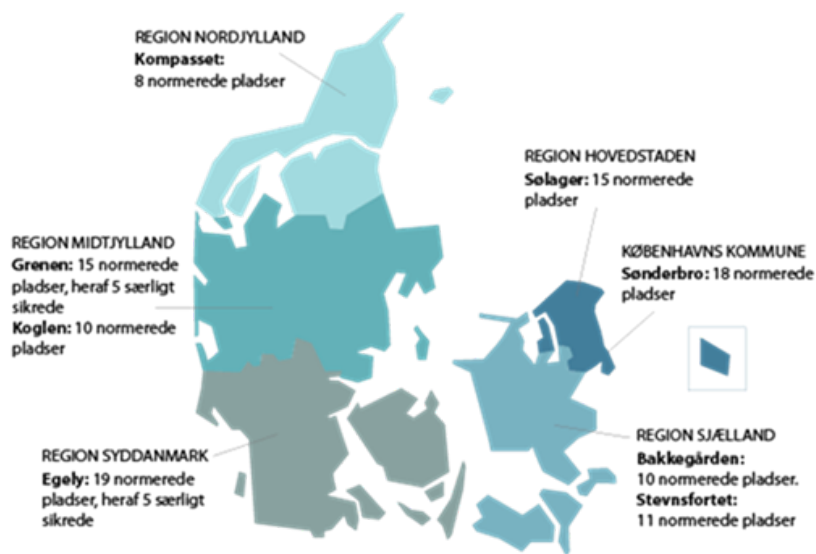 REGION NORDJYLLAND
Kompasset:
8 normerede pladser
REGION HOVEDSTADEN
Sølager: 15 normerede
pladser
REGION MIDTJYLLAND
Grenen: 15 normerede
pladser, heraf 5 særligt
sikrede
Koglen: 10 normerede
pladser
KØBENHAVNS KOMMUNE
Sønderbro: 18 normerede
pladser
REGION SYDDANMARK
Egely: 19 normerede
pladser, heraf 5 særligt
sikrede
REGION SJÆLLAND
Bakkegården:
10 normerede pladser.
Stevnsfortet:
11 normerede pladser